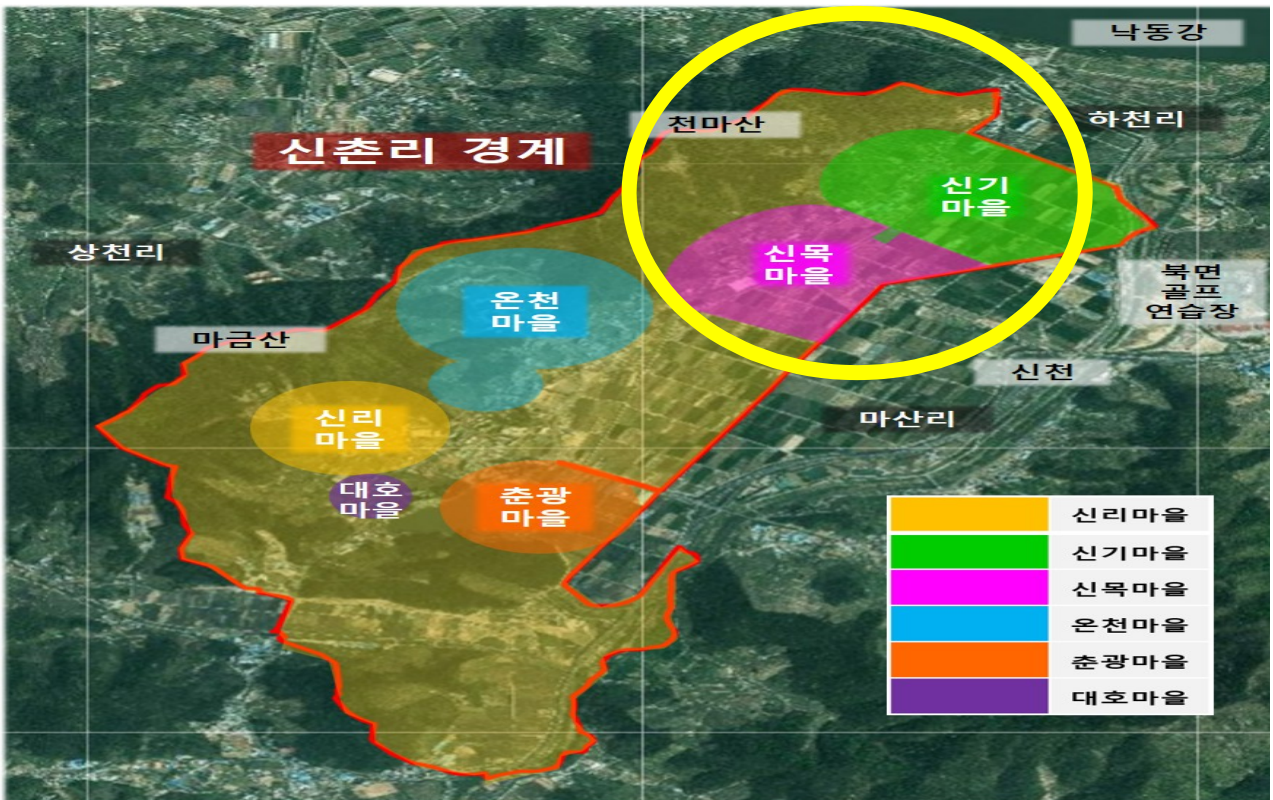 낙동강
천마산
하천리
신촌리 경계
신기
마을
상천리
신목
마을
북면
골프
연습장
온천
마을
마금산
신천
신리
마을
마산리
대호
마을
춘광
마을
신리마을
신기마을
신목마을
온천마을
춘광마을
대호마을